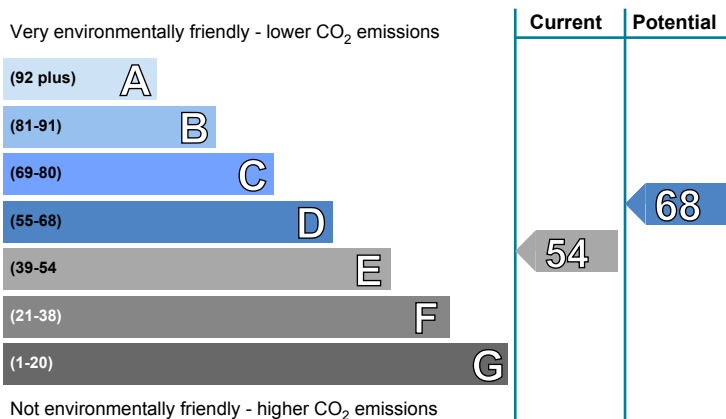 Current Potential
Very environmentally friendly - lower CO2 emissions
(92 plus) A
(81-91) B
(69-80) C
(55-68) D
68
(39-54 E
54
(21-38) F
(1-20) G
Not environmentally friendly - higher CO2 emissions